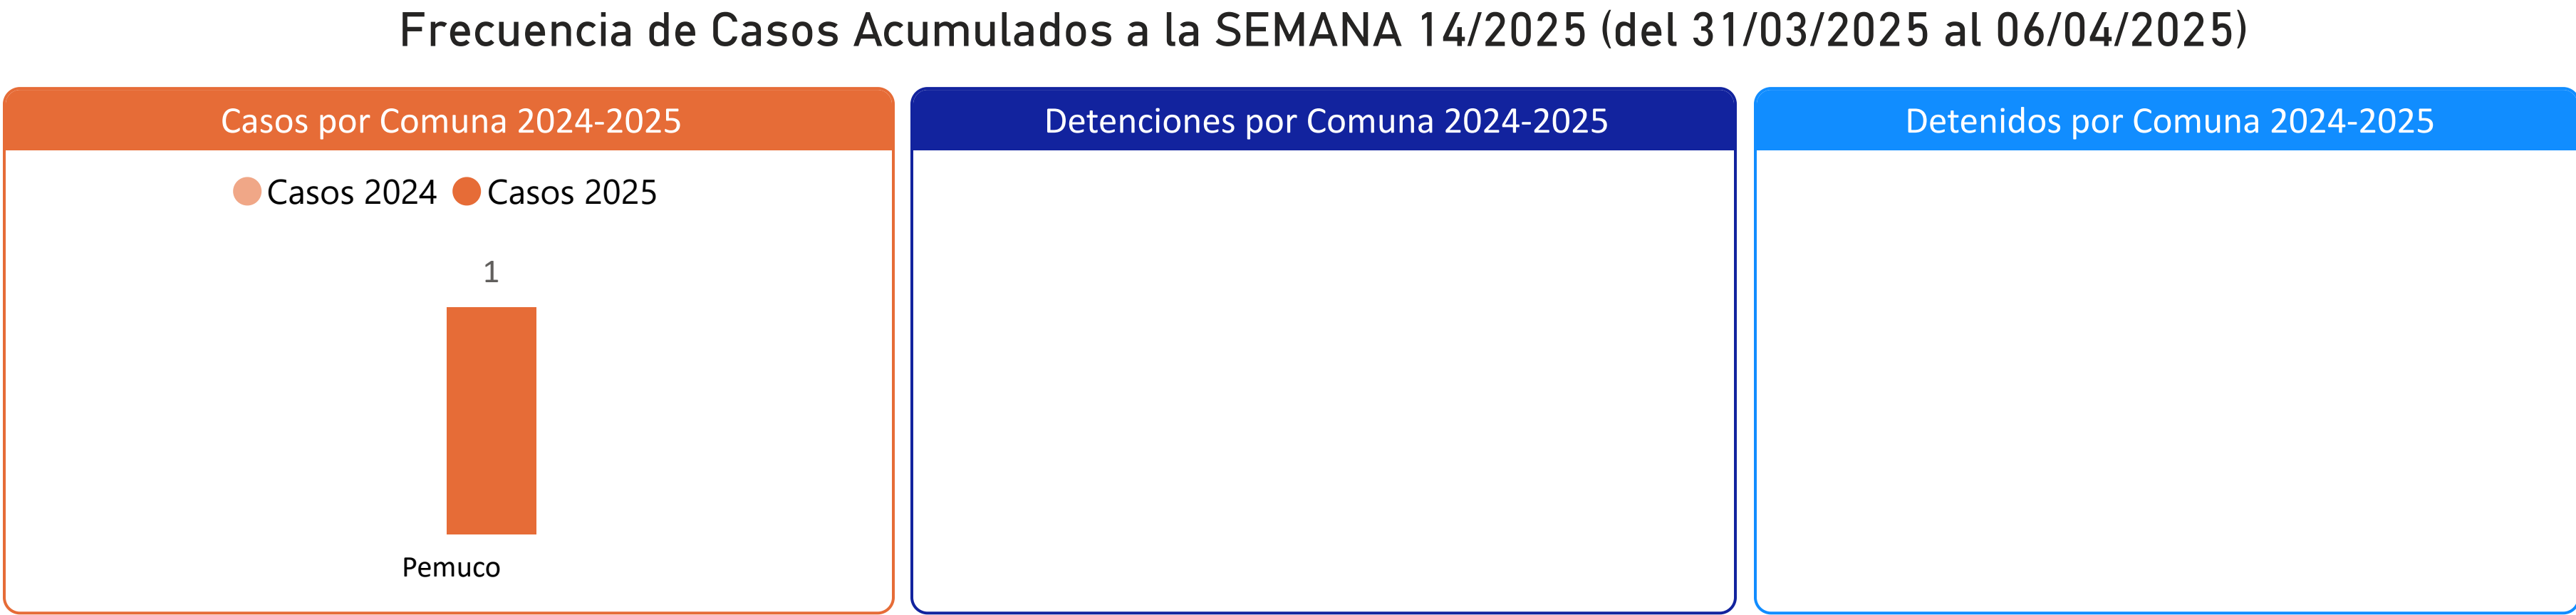 Frecuencia de Casos Acumulados a la SEMANA 14/2025 (del 31/03/2025 al 06/04/2025)
Casos por Comuna 2024-2025
Casos 2024 Casos 2025
1
Pemuco
Detenciones por Comuna 2024-2025
Detenidos por Comuna 2024-2025